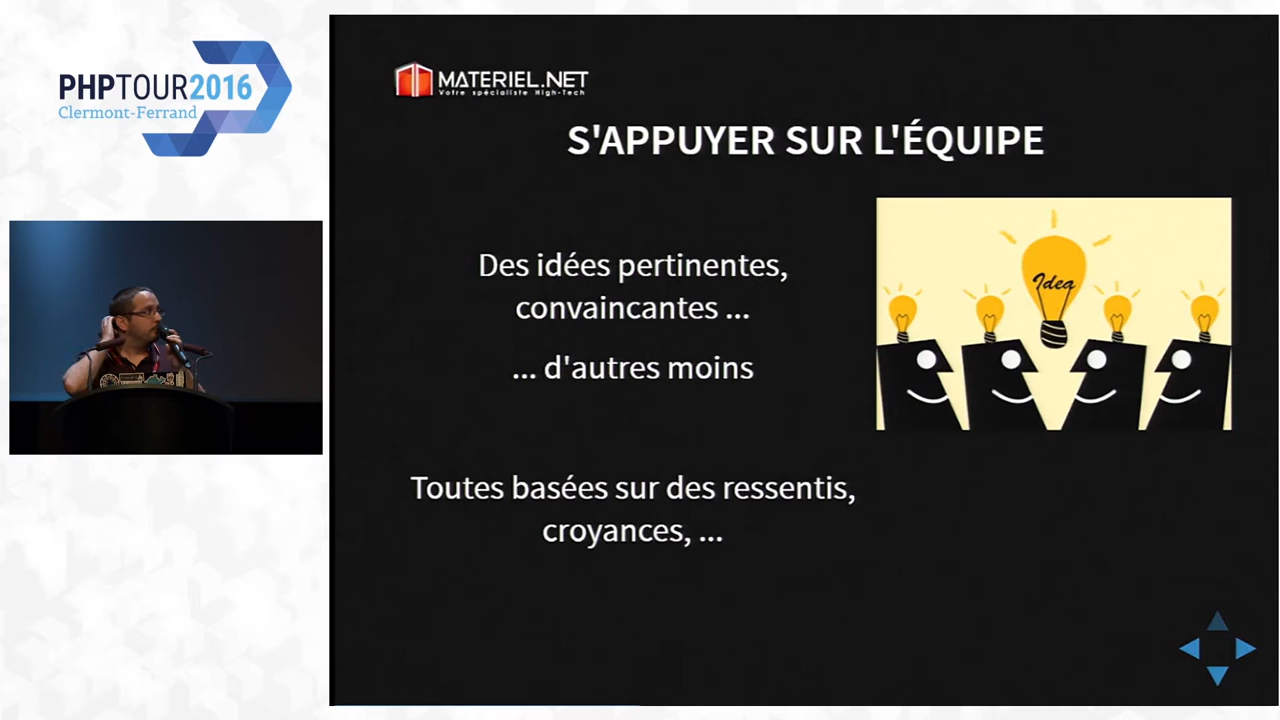 PHPTOUR2016
Clermont-Ferrand
MATERIEL.NET
Votre spécialiste High-Tech
S'APPUYER SUR L'ÉQUIPE
Des idées pertinentes,
convaincantes ...
... d'autres moins
Idea
Toutes basées sur des ressentis,
croyances, ...